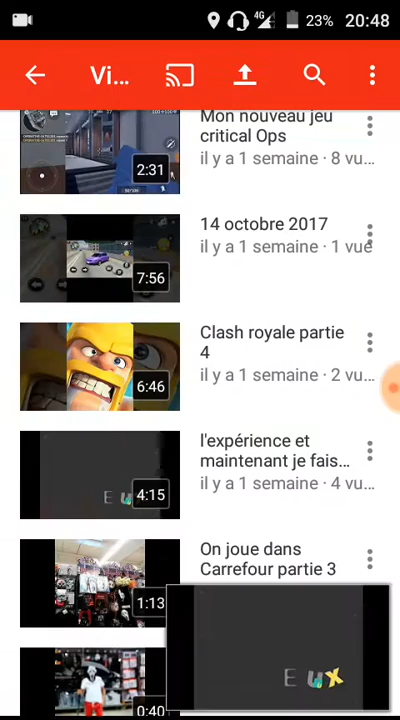 4G 23% 20:48
Vi...
Mon nouveau jeu
critical Ops
il y a 1 semaine · 8 vu...
2:31
14 octobre 2017
il y a 1 semaine · 1 vue
7:56
Clash royale partie
4
il y a 1 semaine · 2 vu...
6:46
l'expérience et
maintenant je fais...
il y a 1 semaine · 4 vu...
E u
4:15
On joue dans
Carrefour partie 3
1:13
E ux
0:40